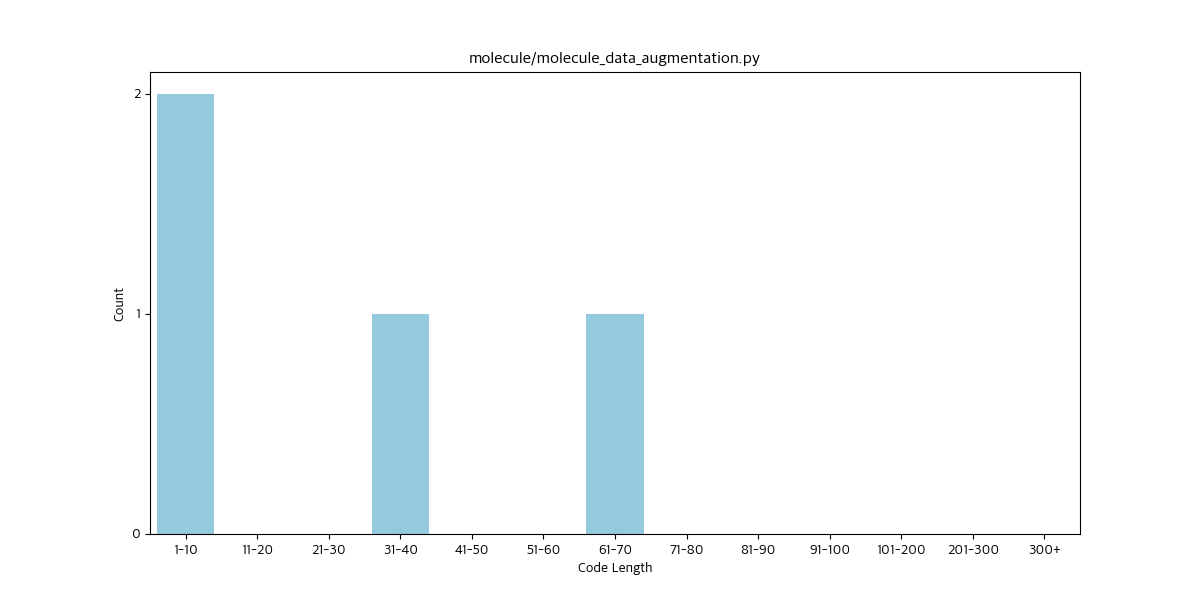 molecule/molecule_data_augmentation.py
2
1
0
Count
1-10 11-20 21-30 31-40 41-50 51-60 61-70 71-80 81-90 91-100 101-200 201-300 300+
Code Length